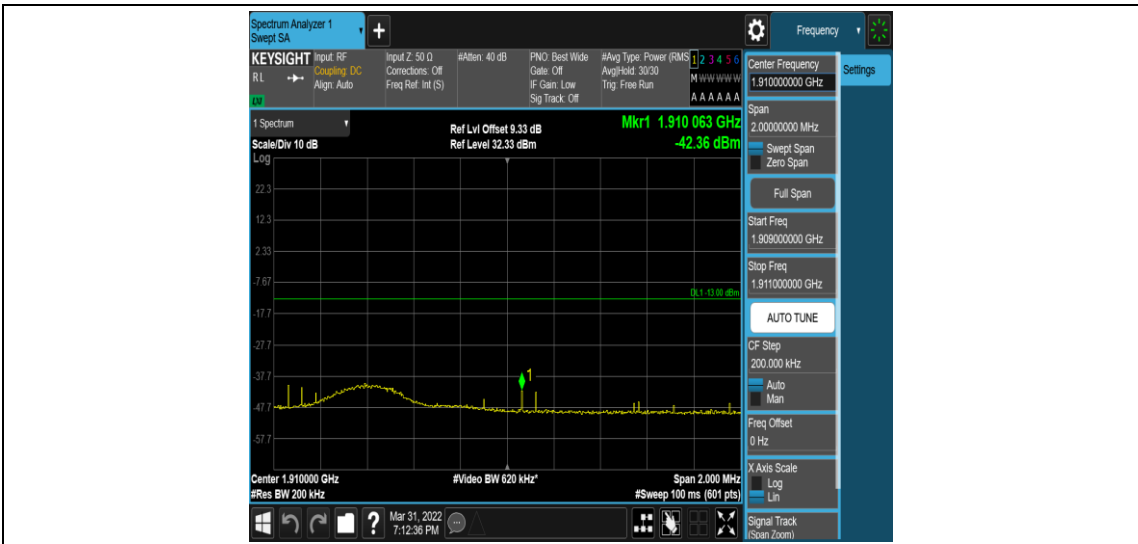 Spectrum Analyzer 1
Swept SA
+
Frequency
KEYSIGHT
R L
LXI
Input: RF
Coupling: DC
Align: Auto
Input Z: 50 Ω
Corrections: Off
Freq Ref: Int (S)
#Atten: 40 dB
PNO: Best Wide
Gate: Off
IF Gain: Low
Sig Track: Off
#Avg Type: Power (RMS
Avg|Hold: 30/30
Trig: Free Run
1 2 3 4 5 6
M W W W W W
A A A A A A
Center Frequency
1.910000000 GHz
Settings
Span
2.00000000 MHz
Swept Span
Zero Span
Full Span
Start Freq
1.909000000 GHz
Stop Freq
1.911000000 GHz
AUTO TUNE
CF Step
200.000 kHz
Auto
Man
Freq Offset
0 Hz
X Axis Scale
Log
Lin
Signal Track
(Span Zoom)
1 Spectrum
Scale/Div 10 dB
Log
Ref Lvl Offset 9.33 dB
Ref Level 32.33 dBm
Mkr1 1.910 063 GHz
-42.36 dBm
22.3
12.3
2.33
-7.67
DL1 -13.00 dBm
-17.7
-27.7
-37.7
1
-47.7
-57.7
Center 1.910000 GHz
#Video BW 620 kHz*
Span 2.000 MHz
#Res BW 200 kHz
#Sweep 100 ms (601 pts)
?
Mar 31, 2022
7:12:36 PM